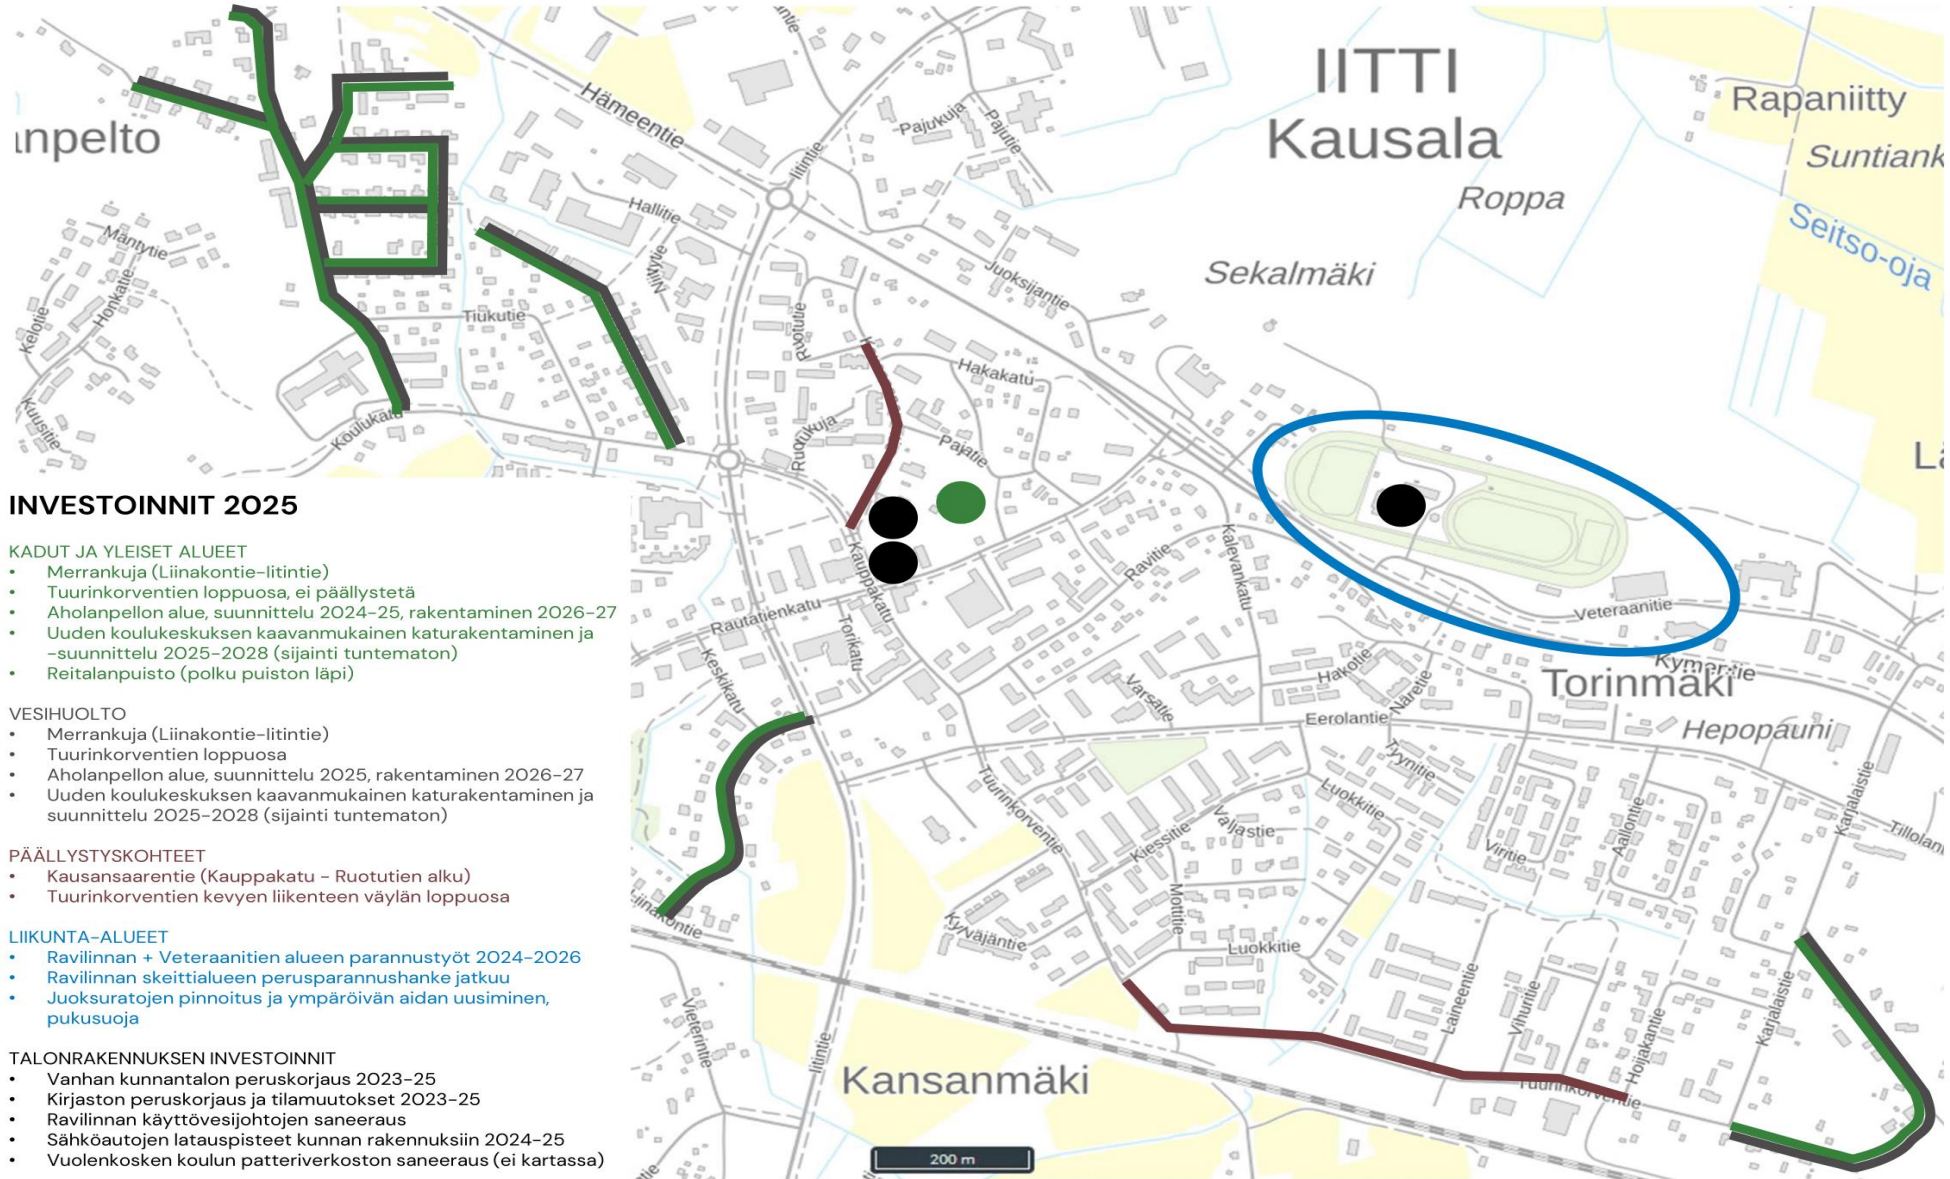 IITTI
Kausala
Rapaniitty
Suntiank
Roppa
Seitso-oja
Sekalmäki
Hämeentie
Iitintie
Pajukuja
Pajutie
ınpelto
Mäntytie
Honkatie
Kelotie
Kuusitie
Hallitie
Niittytie
Tiukutie
Koulukatu
Juoksijantie
Ruotutie
Hakakatu
Ruotukuja
Pajatie
Kauppakatu
Ravitie
Kalevankatu
Rautatienkatu
Torikatu
Keskikatu
Veteraanitie
Kymentie
Torinmäki
Hepopauni
Hakotie
Näretie
Varsatie
Eerolantie
Tyynitie
Luokkitie
Tuurinkorventie
Valjastie
Kiessitie
Viritie
Aallontie
Karjalaistie
Tillolan
Mottitie
Kyrväjäntie
Luokkitie
Liinakontie
Vieterintie
Iitintie
Laineentie
Vihuritie
Hoijakantie
Karjalaistie
Tuurinkorventie
Kansanmäki
200 m
INVESTOINNIT 2025
KADUT JA YLEISET ALUEET
• Merrankuja (Liinakontie-Iitintie)
• Tuurinkorventien loppuosa, ei päällystetä
• Aholanpellon alue, suunnittelu 2024-25, rakentaminen 2026-27
• Uuden koulukeskuksen kaavanmukainen katurakentaminen ja
-suunnittelu 2025-2028 (sijainti tuntematon)
• Reitalanpuisto (polku puiston läpi)
VESIHUOLTO
• Merrankuja (Liinakontie-Iitintie)
• Tuurinkorventien loppuosa
• Aholanpellon alue, suunnittelu 2025, rakentaminen 2026-27
• Uuden koulukeskuksen kaavanmukainen katurakentaminen ja
suunnittelu 2025-2028 (sijainti tuntematon)
PÄÄLLYSTYSKOHTEET
• Kausansaarentie (Kauppakatu - Ruotutien alku)
• Tuurinkorventien kevyen liikenteen väylän loppuosa
LIIKUNTA-ALUEET
• Ravilinnan + Veteraanitien alueen parannustyöt 2024-2026
• Ravilinnan skeittialueen perusparannushanke jatkuu
• Juoksuratojen pinnoitus ja ympäröivän aidan uusiminen,
pukusuoja
TALONRAKENNUKSEN INVESTOINNIT
• Vanhan kunnantalon peruskorjaus 2023-25
• Kirjaston peruskorjaus ja tilamuutokset 2023-25
• Ravilinnan käyttövesijohtojen saneeraus
• Sähköautojen latauspisteet kunnan rakennuksiin 2024-25
• Vuolenkosken koulun patteriverkoston saneeraus (ei kartassa)